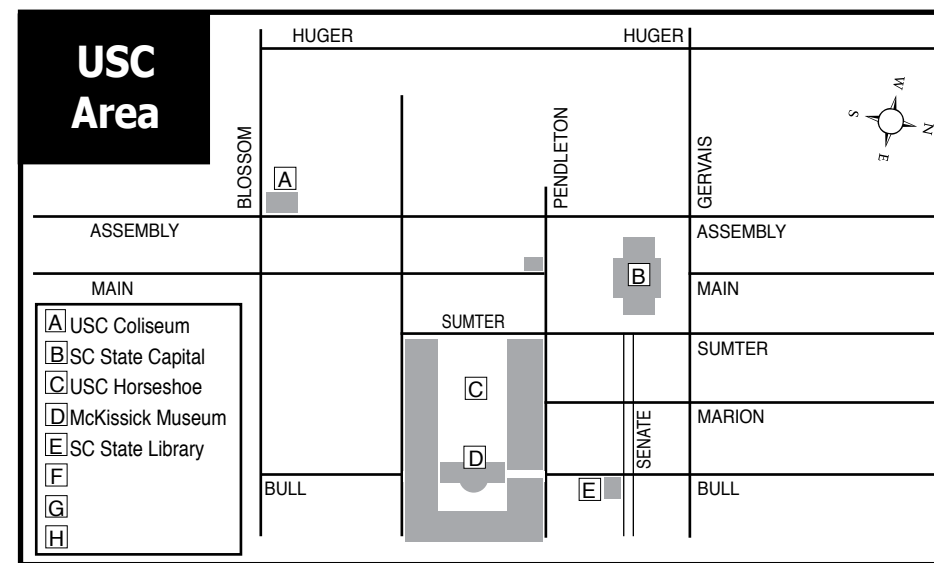 USC
Area
HUGER
HUGER
BLOSSOM
PENDLETON
GERVAIS
W
S
N
E
A
ASSEMBLY
ASSEMBLY
B
MAIN
MAIN
SUMTER
SUMTER
A USC Coliseum
B SC State Capital
C USC Horseshoe
D McKissick Museum
E SC State Library
F
G
H
C
MARION
SENATE
D
BULL
E
BULL